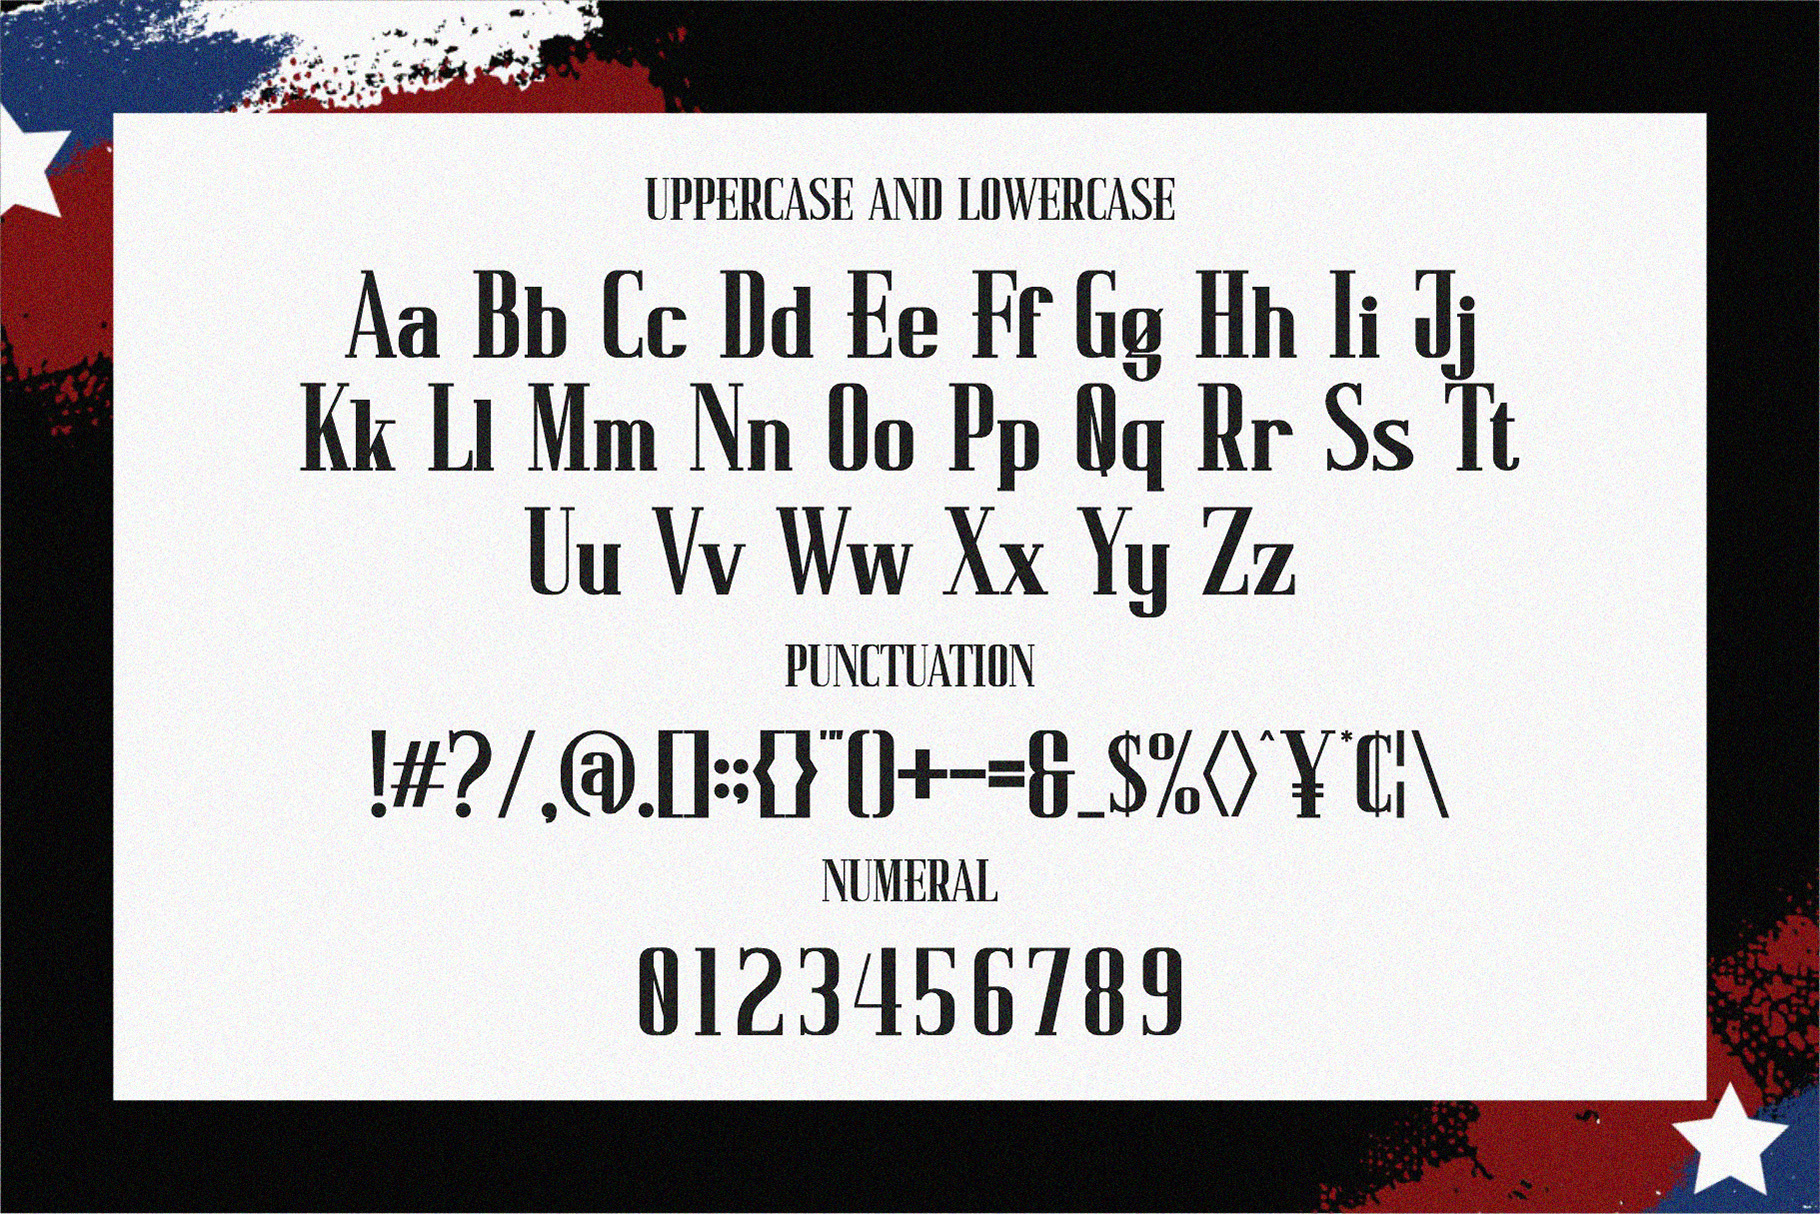 UPPERCASE AND LOWERCASE
Aa Bb Cc Dd Ee Ff Gg Hh Ii Jj
Kk Ll Mm Nn Oo Pp Qq Rr Ss Tt
Uu Vv Ww Xx Yy Zz
PUNCTUATION
!#?/,@.[]:;{}"'()+-–=&_$%<>^¥*₵¦\
NUMERAL
0123456789